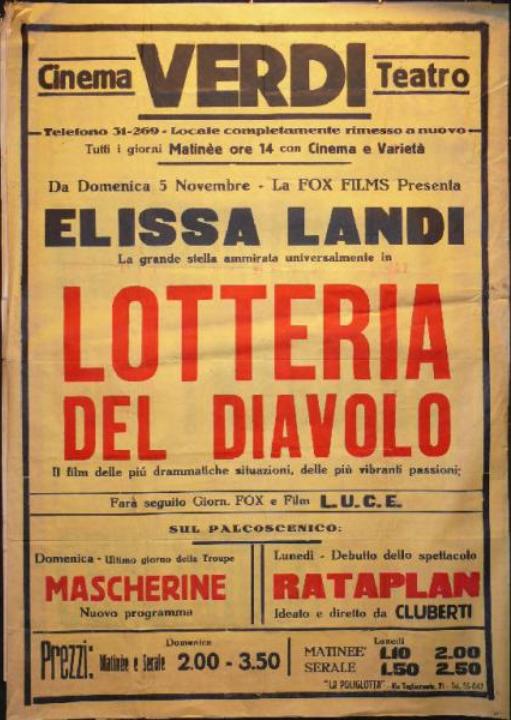 Cinema VERDI Teatro
Telefono 31-269 - Locale completamente rimesso a nuovo
Tutti i giorni Matinèe ore 14 con Cinema e Varietà
Da Domenica 5 Novembre - La FOX FILMS Presenta
ELISSA LANDI
La grande stella ammirata universalmente in
LOTTERIA
DEL DIAVOLO
Il film delle più drammatiche situazioni, delle più vibranti passioni;
Farà seguito Giorn. FOX e Film L.U.C.E.
SUL PALCOSCENICO:
Domenica - Ultimo giorno della Troupe
MASCHERINE
Nuovo programma
Lunedì - Debutto dello spettacolo
RATAPLAN
Ideato e diretto da CLUBERTI
Prezzi: Domenica
Matinée e Serale 2.00 - 3.50
Lunedì
MATINEE' 1.10 2.00
SERALE 1.50 2.50
"LA POLIGLOTTA" - Via